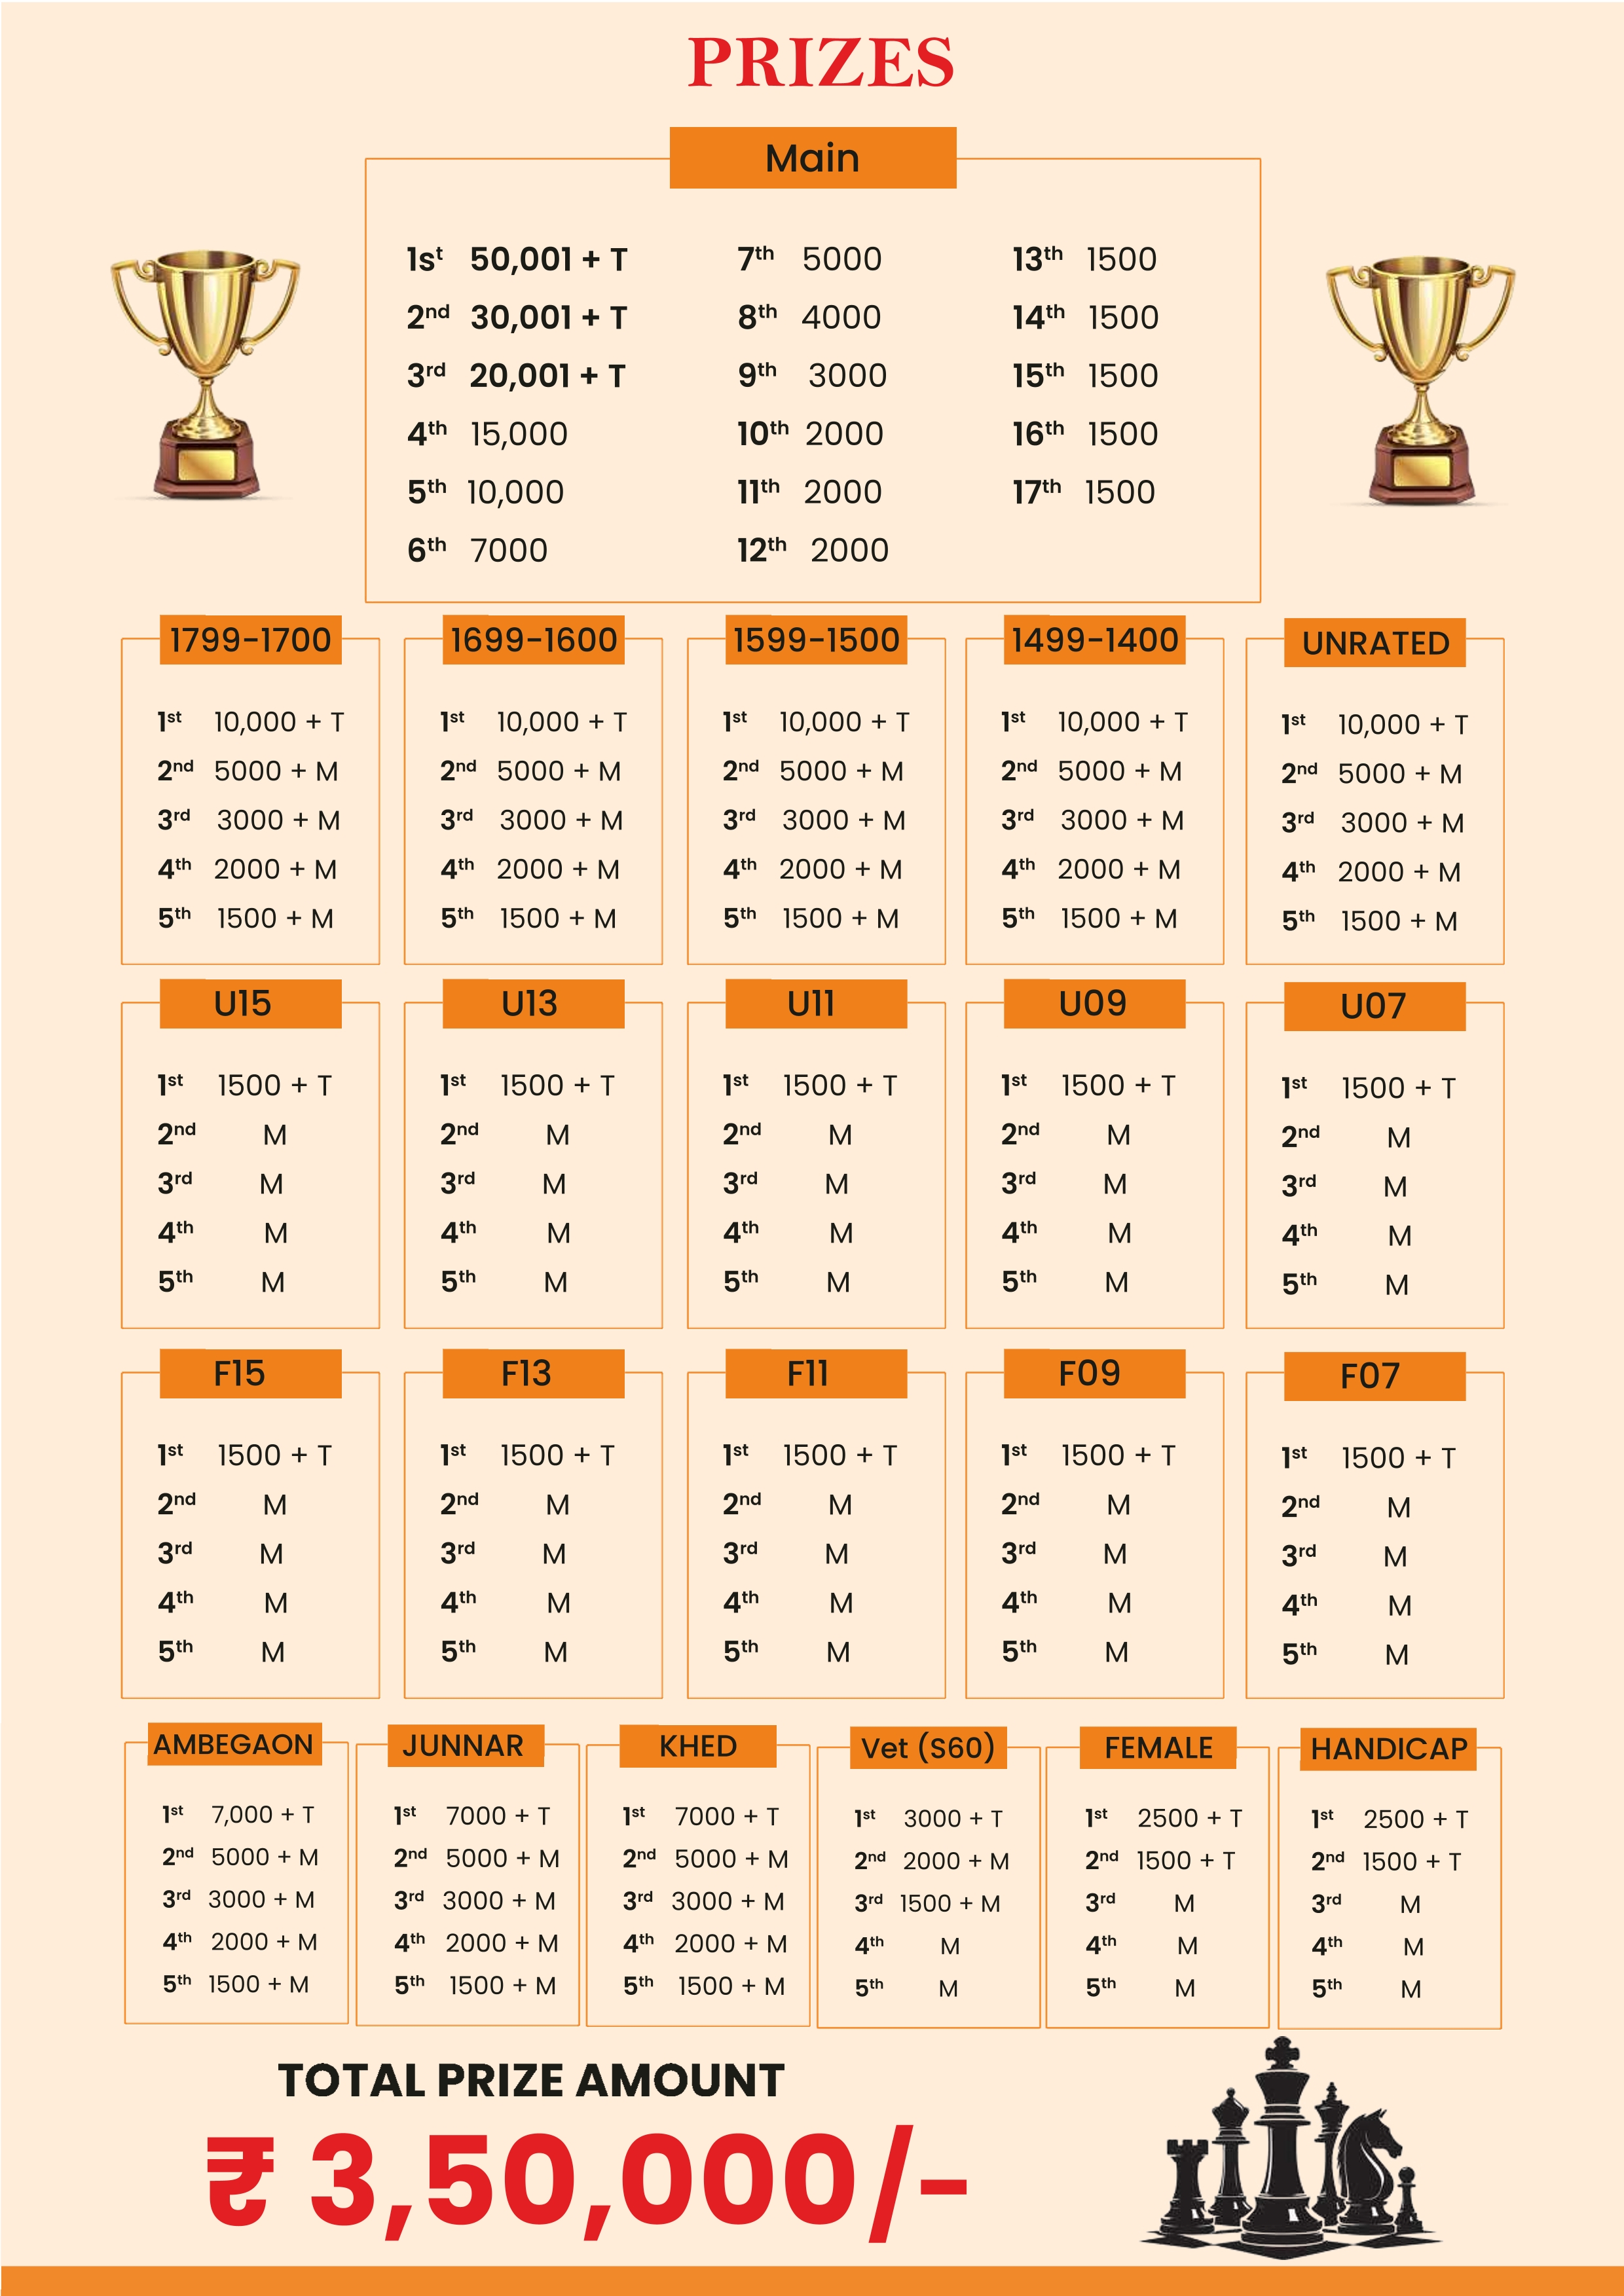 PRIZES
Main
1st 50,001 + T
2nd 30,001 + T
3rd 20,001 + T
4th 15,000
5th 10,000
6th 7000
7th 5000
8th 4000
9th 3000
10th 2000
11th 2000
12th 2000
13th 1500
14th 1500
15th 1500
16th 1500
17th 1500
1799-1700
1st 10,000 + T
2nd 5000 + M
3rd 3000 + M
4th 2000 + M
5th 1500 + M
1699-1600
1st 10,000 + T
2nd 5000 + M
3rd 3000 + M
4th 2000 + M
5th 1500 + M
1599-1500
1st 10,000 + T
2nd 5000 + M
3rd 3000 + M
4th 2000 + M
5th 1500 + M
1499-1400
1st 10,000 + T
2nd 5000 + M
3rd 3000 + M
4th 2000 + M
5th 1500 + M
UNRATED
1st 10,000 + T
2nd 5000 + M
3rd 3000 + M
4th 2000 + M
5th 1500 + M
U15
1st 1500 + T
2nd M
3rd M
4th M
5th M
U13
1st 1500 + T
2nd M
3rd M
4th M
5th M
U11
1st 1500 + T
2nd M
3rd M
4th M
5th M
U09
1st 1500 + T
2nd M
3rd M
4th M
5th M
U07
1st 1500 + T
2nd M
3rd M
4th M
5th M
F15
1st 1500 + T
2nd M
3rd M
4th M
5th M
F13
1st 1500 + T
2nd M
3rd M
4th M
5th M
F11
1st 1500 + T
2nd M
3rd M
4th M
5th M
F09
1st 1500 + T
2nd M
3rd M
4th M
5th M
F07
1st 1500 + T
2nd M
3rd M
4th M
5th M
AMBEGAON
1st 7,000 + T
2nd 5000 + M
3rd 3000 + M
4th 2000 + M
5th 1500 + M
JUNNAR
1st 7000 + T
2nd 5000 + M
3rd 3000 + M
4th 2000 + M
5th 1500 + M
KHED
1st 7000 + T
2nd 5000 + M
3rd 3000 + M
4th 2000 + M
5th 1500 + M
Vet (S60)
1st 3000 + T
2nd 2000 + M
3rd 1500 + M
4th M
5th M
FEMALE
1st 2500 + T
2nd 1500 + T
3rd M
4th M
5th M
HANDICAP
1st 2500 + T
2nd 1500 + T
3rd M
4th M
5th M
TOTAL PRIZE AMOUNT
₹ 3,50,000/-